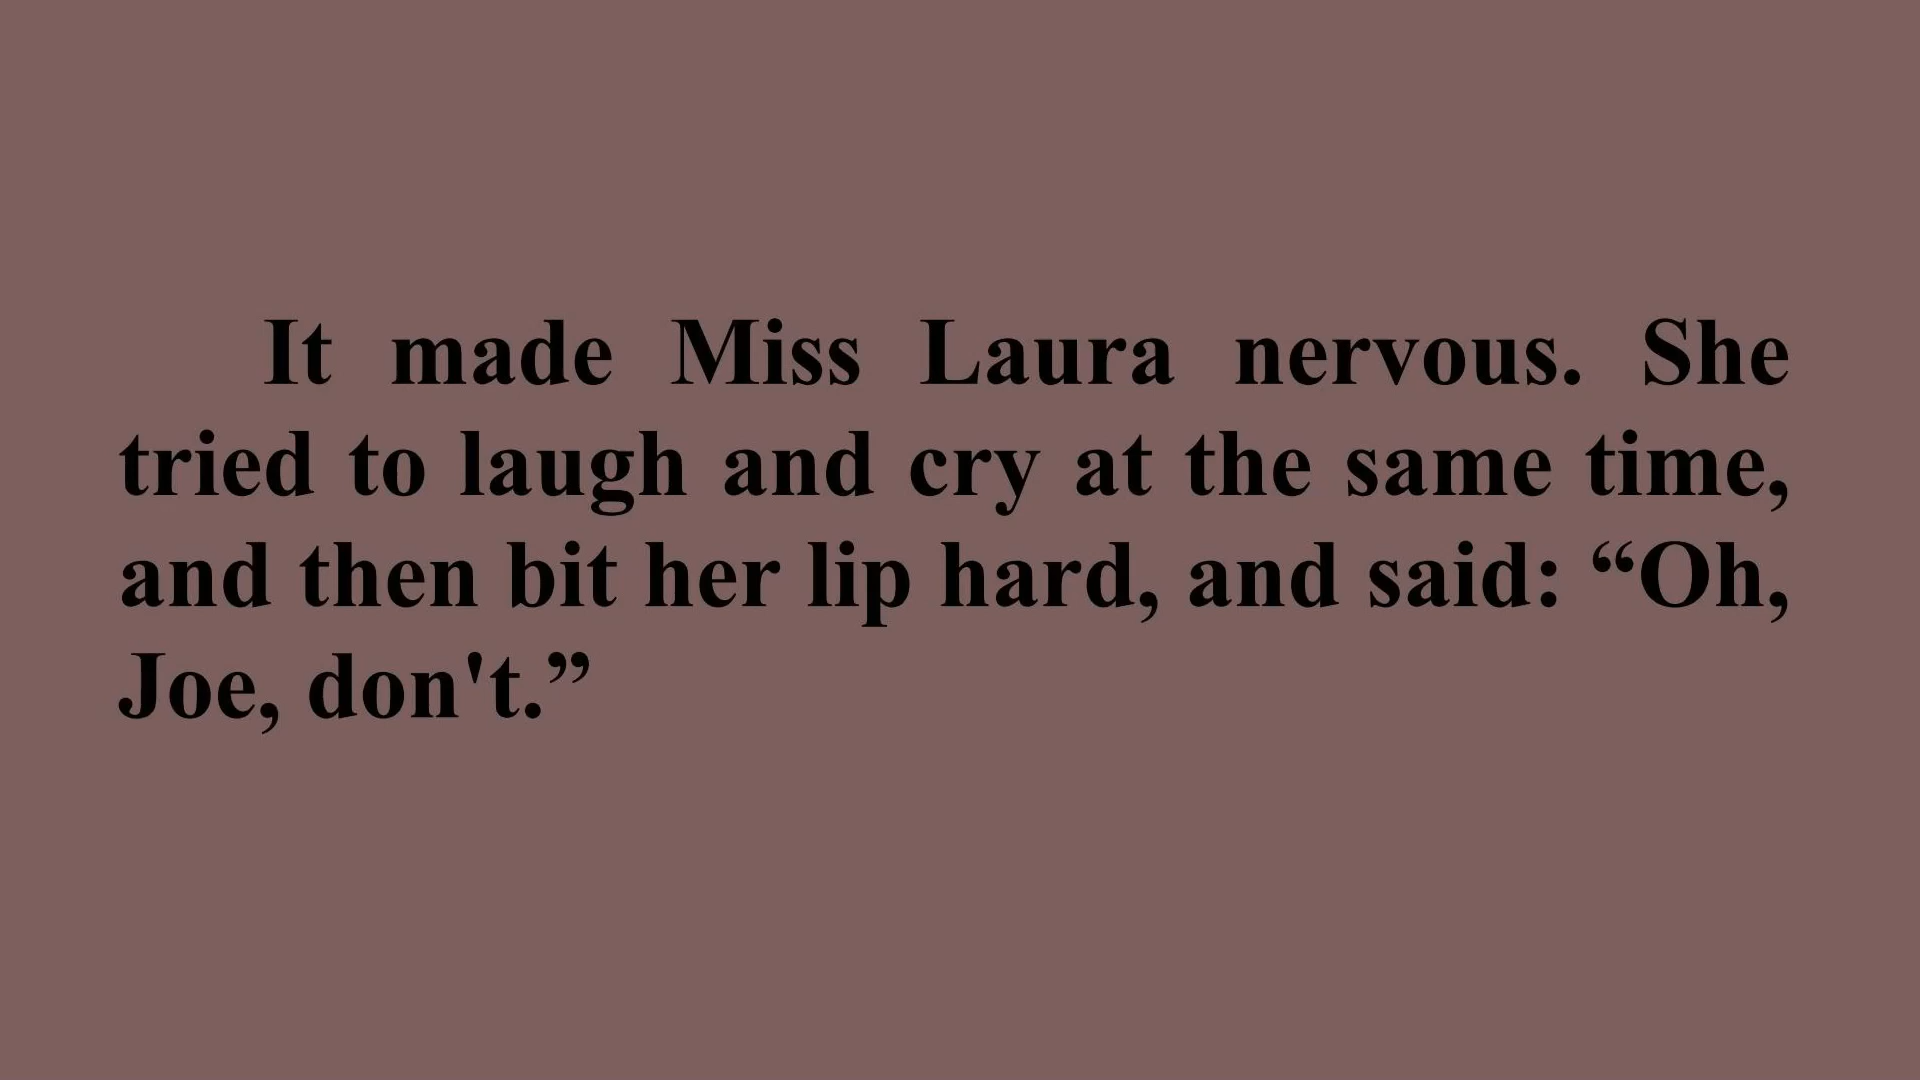 It made Miss Laura nervous. She
tried to laugh and cry at the same time,
and then bit her lip hard, and said: “Oh,
Joe, don't.”